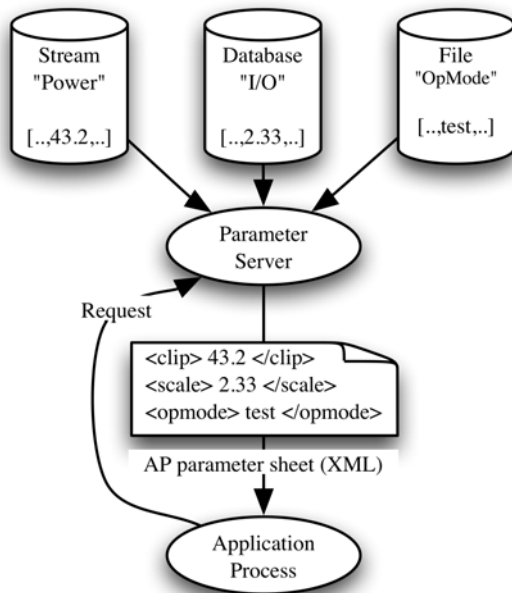 Stream
"Power"
[..,43.2,..]
Database
"I/O"
[..,2.33,..]
File
"OpMode"
[..,test,..]
Parameter
Server
Request
<clip> 43.2 </clip>
<scale> 2.33 </scale>
<opmode> test </opmode>
AP parameter sheet (XML)
Application
Process